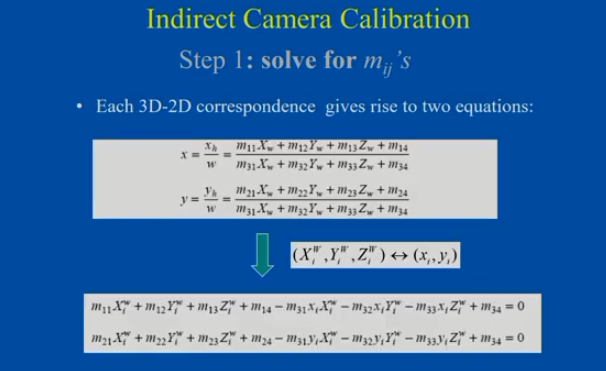 Indirect Camera Calibration
Step 1: solve for m_{ij}'s
• Each 3D-2D correspondence gives rise to two equations:
x = \frac{x_h}{w} = \frac{m_{11}X_w + m_{12}Y_w + m_{13}Z_w + m_{14}}{m_{31}X_w + m_{32}Y_w + m_{33}Z_w + m_{34}}
y = \frac{y_h}{w} = \frac{m_{21}X_w + m_{22}Y_w + m_{23}Z_w + m_{24}}{m_{31}X_w + m_{32}Y_w + m_{33}Z_w + m_{34}}
(X_i^W, Y_i^W, Z_i^W) ↔ (x_i, y_i)
m_{11}X_i^w + m_{12}Y_i^w + m_{13}Z_i^w + m_{14} − m_{31}x_iX_i^w − m_{32}x_iY_i^w − m_{33}x_iZ_i^w + m_{34} = 0
m_{21}X_i^w + m_{22}Y_i^w + m_{23}Z_i^w + m_{24} − m_{31}y_iX_i^w − m_{32}y_iY_i^w − m_{33}y_iZ_i^w + m_{34} = 0